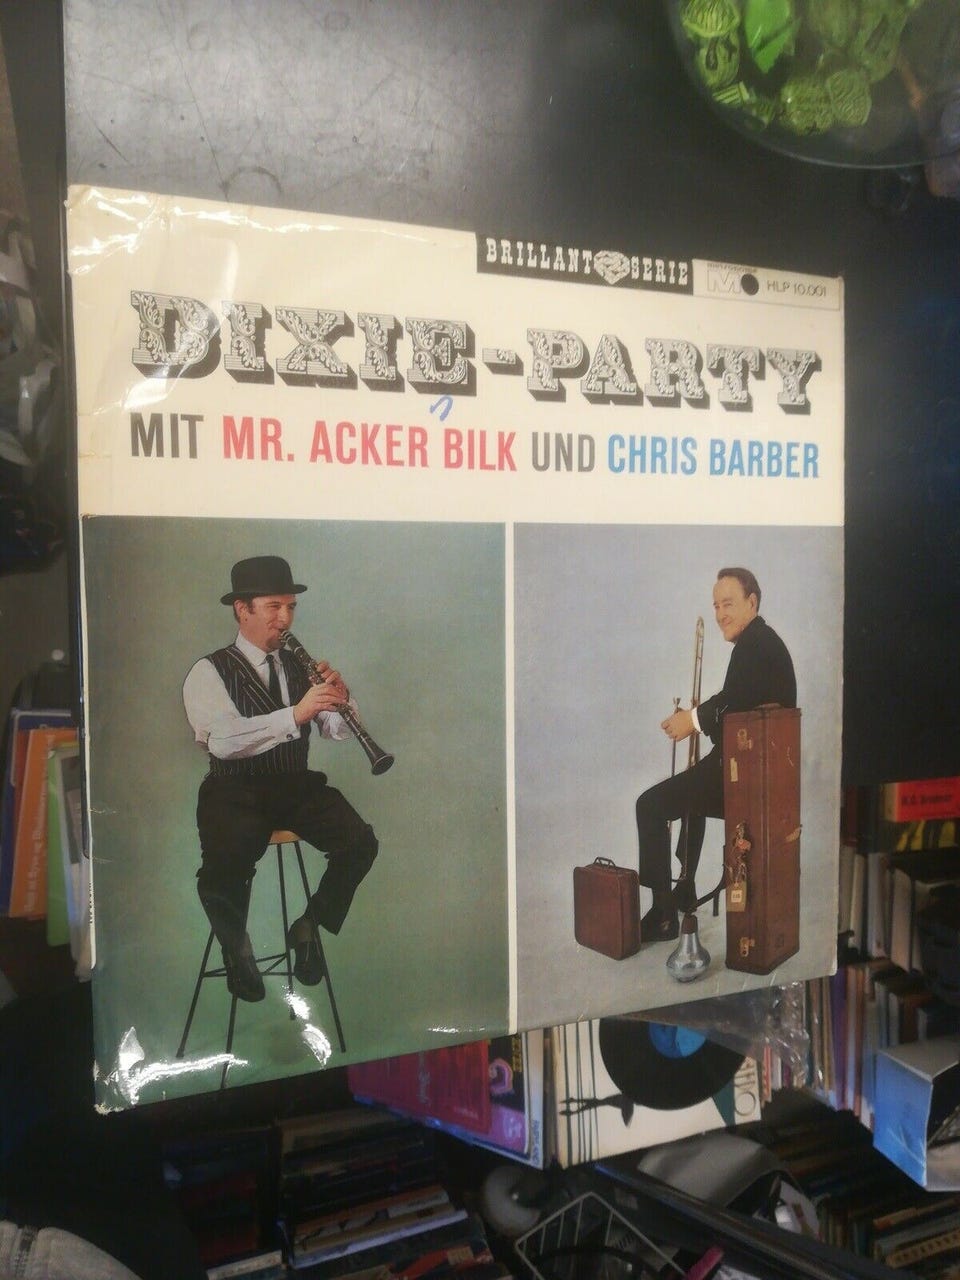 BRILLANT SERIE
HLP 10.001
DIXIE-PARTY
MIT MR. ACKER BILK UND CHRIS BARBER